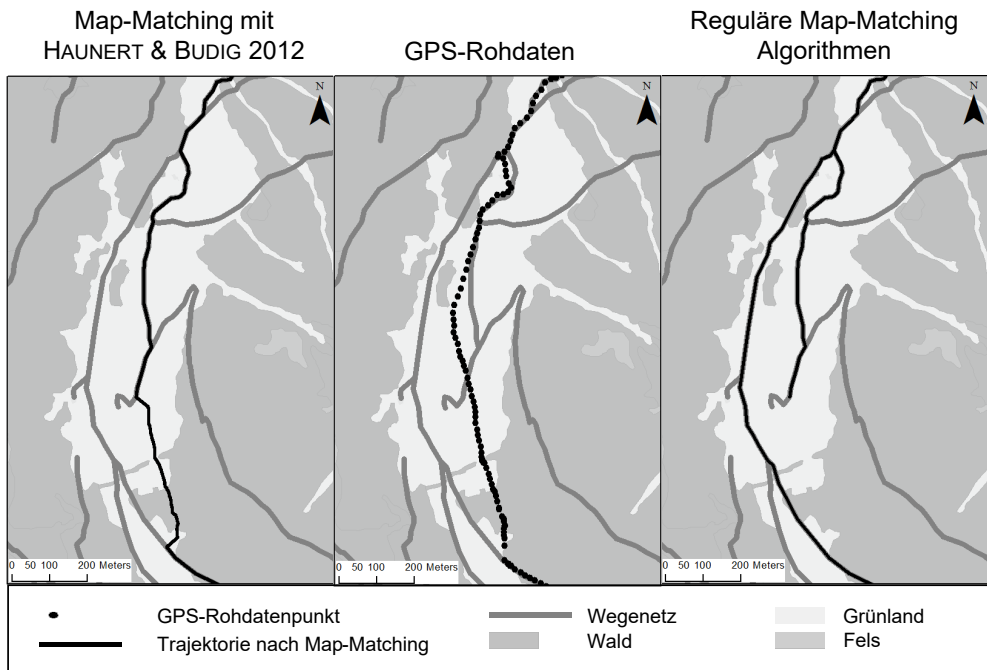 Map-Matching mit
HAUNERT & BUDIG 2012
GPS-Rohdaten
Reguläre Map-Matching
Algorithmen
N
N
N
0 50 100 200 Meters
0 50 100 200 Meters
0 50 100 200 Meters
GPS-Rohdatenpunkt
Trajektorie nach Map-Matching
Wegenetz
Wald
Grünland
Fels